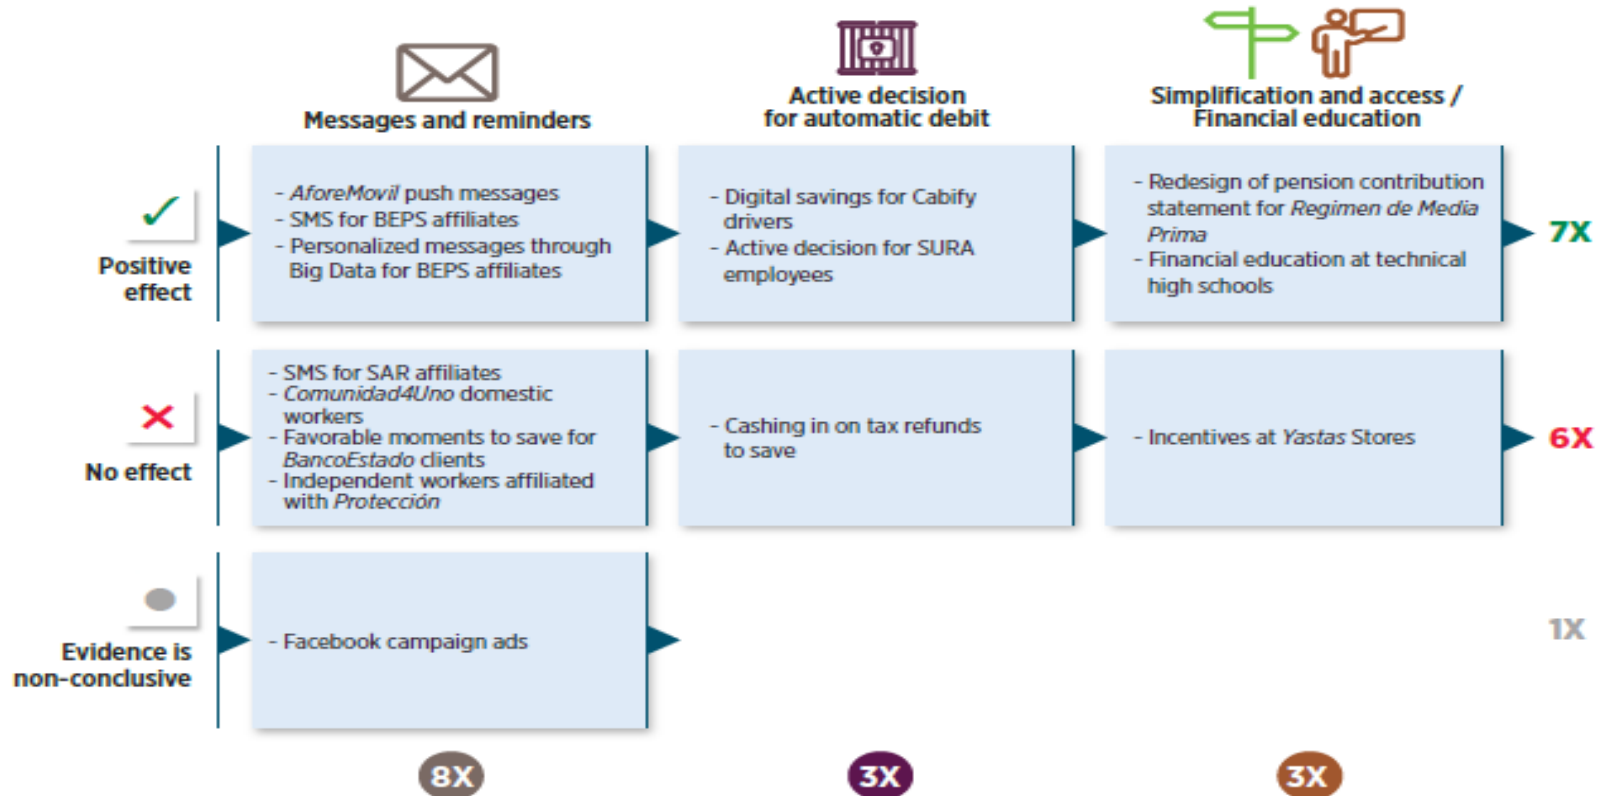 Messages and reminders
Active decision
for automatic debit
Simplification and access /
Financial education
Positive
effect
- AforeMovil push messages
- SMS for BEPS affiliates
- Personalized messages through
Big Data for BEPS affiliates
- Digital savings for Cabify
drivers
- Active decision for SURA
employees
- Redesign of pension contribution
statement for Regimen de Media
Prima
- Financial education at technical
high schools
7X
No effect
- SMS for SAR affiliates
- Comunidad4Uno domestic
workers
- Favorable moments to save for
BancoEstado clients
- Independent workers affiliated
with Protección
- Cashing in on tax refunds
to save
- Incentives at Yastas Stores
6X
Evidence is
non-conclusive
- Facebook campaign ads
1X
8X
3X
3X